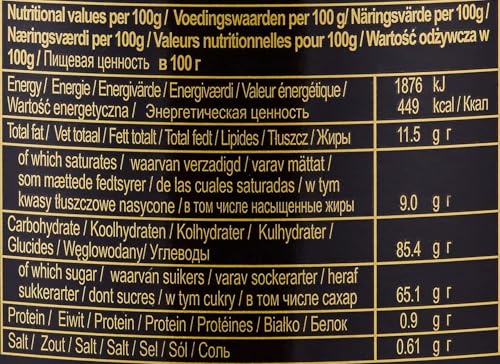 Nutritional values per 100g / Voedingswaarden per 100 g / Näringsvärde per 100g /
Næringsværdi per 100g / Valeurs nutritionnelles pour 100g / Wartość odżywcza w
100g / Пищевая ценность в 100 г
Energy / Energie / Energivärde / Energiværdi / Valeur énergétique /
Wartość energetyczna / Энергетическая ценность
1876 kJ
449 kcal / Ккал
Total fat / Vet totaal / Fett totalt / Total fedt / Lipides / Tłuszcz / Жиры
11.5 g г
of which saturates / waarvan verzadigd / varav mättat /
som mættede fedtsyrer / de las cuales saturadas / w tym
kwasy tłuszczowe nasycone / в том числе насыщенные жиры
9.0 g г
Carbohydrate / Koolhydraten / Kolhydrater / Kulhydrater /
Glucides / Węglowodany / Углеводы
85.4 g г
of which sugar / waarván suikers / varav sockerarter / heraf
sukkerarter / dont sucres / w tym cukry / в том числе сахар
65.1 g г
Protein / Eiwit / Protein / Protein / Protéines / Białko / Белок
0.9 g г
Salt / Zout / Salt / Salt / Sel / Sól / Соль
0.61 g г